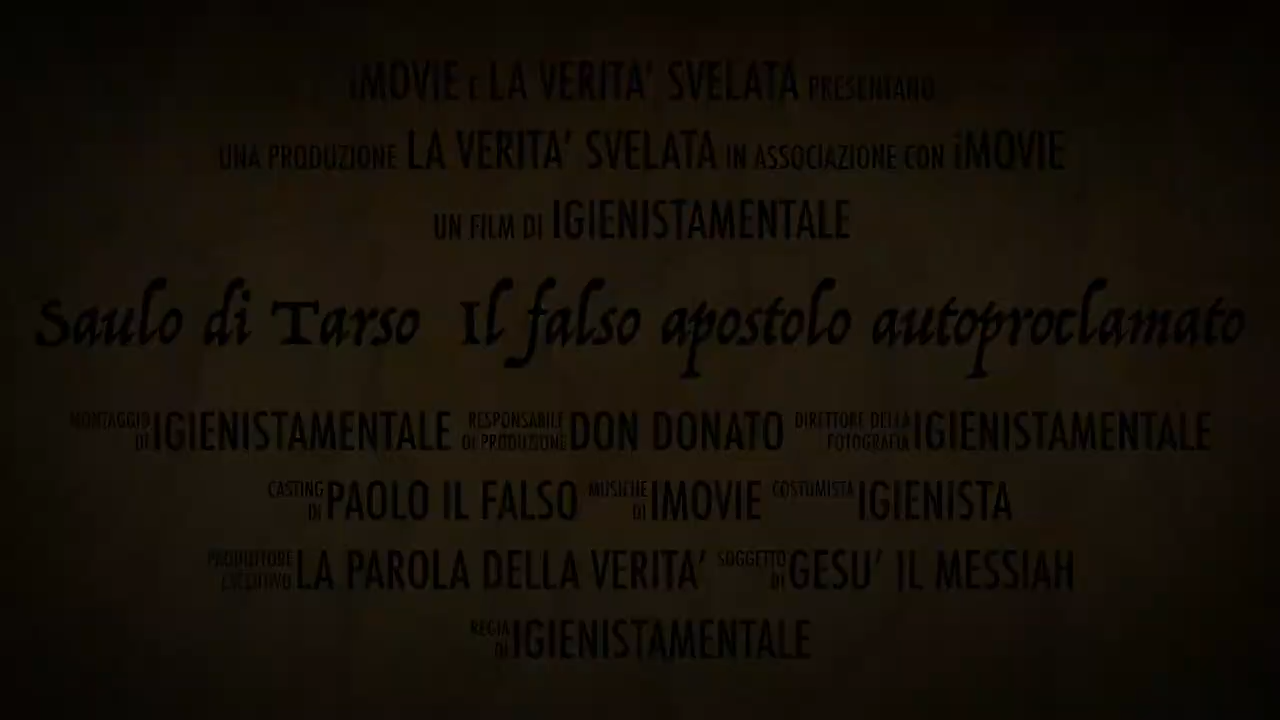 iMOVIE E LA VERITA' SVELATA PRESENTANO
UNA PRODUZIONE LA VERITA' SVELATA IN ASSOCIAZIONE CON iMOVIE
UN FILM DI IGIENISTAMENTALE
Saulo di Tarso Il falso apostolo autoproclamato
MONTAGGIO DI IGIENISTAMENTALE RESPONSABILE DI PRODUZIONE DON DONATO DIRETTORE DELLA FOTOGRAFIA IGIENISTAMENTALE
CASTING DI PAOLO IL FALSO MUSICHE DI IMOVIE COSTUMISTA IGIENISTA
PRODUTTORE ESECUTIVO LA PAROLA DELLA VERITA' SOGGETTO DI GESU' IL MESSIAH
REGIA DI IGIENISTAMENTALE